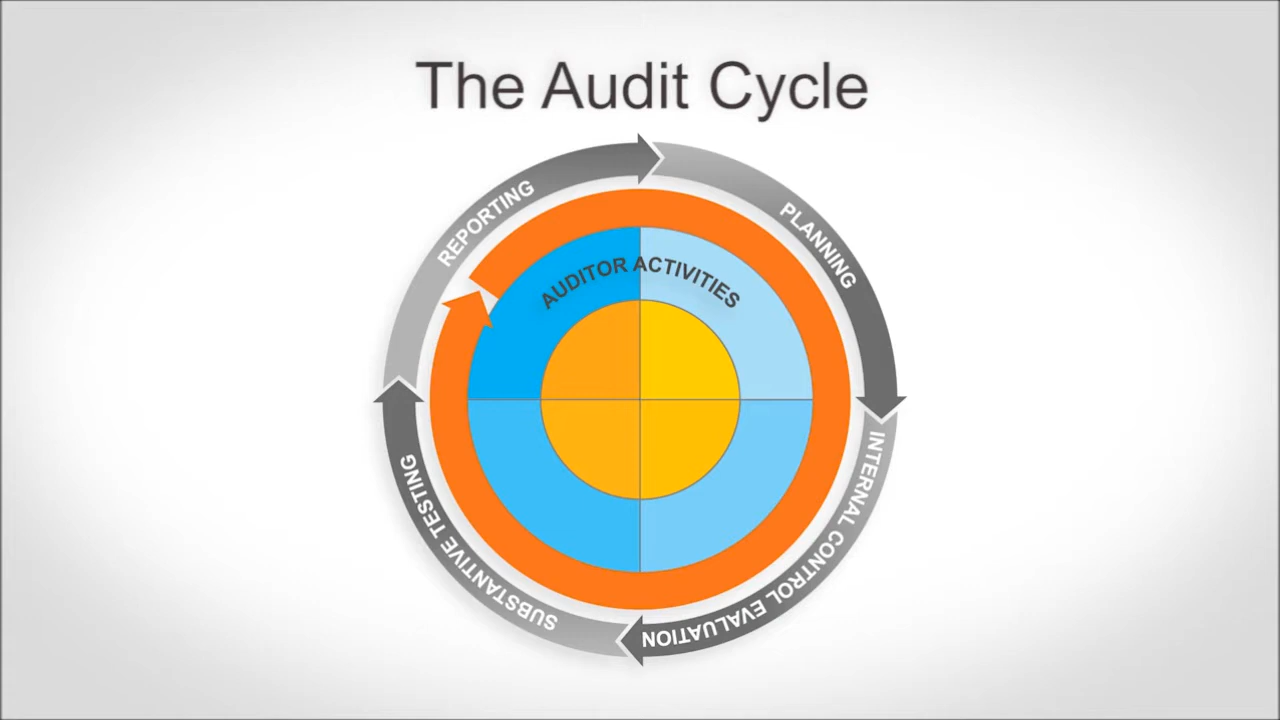 The Audit Cycle
REPORTING
PLANNING
AUDITOR ACTIVITIES
INTERNAL CONTROL EVALUATION
SUBSTANTIVE TESTING